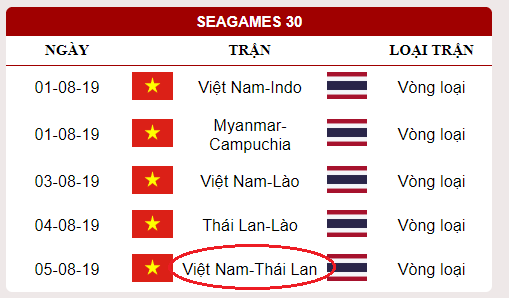 SEAGAMES 30
NGÀY TRẬN LOẠI TRẬN
01-08-19 Việt Nam-Indo Vòng loại
01-08-19 Myanmar-
Campuchia Vòng loại
03-08-19 Việt Nam-Lào Vòng loại
04-08-19 Thái Lan-Lào Vòng loại
05-08-19 Việt Nam-Thái Lan Vòng loại